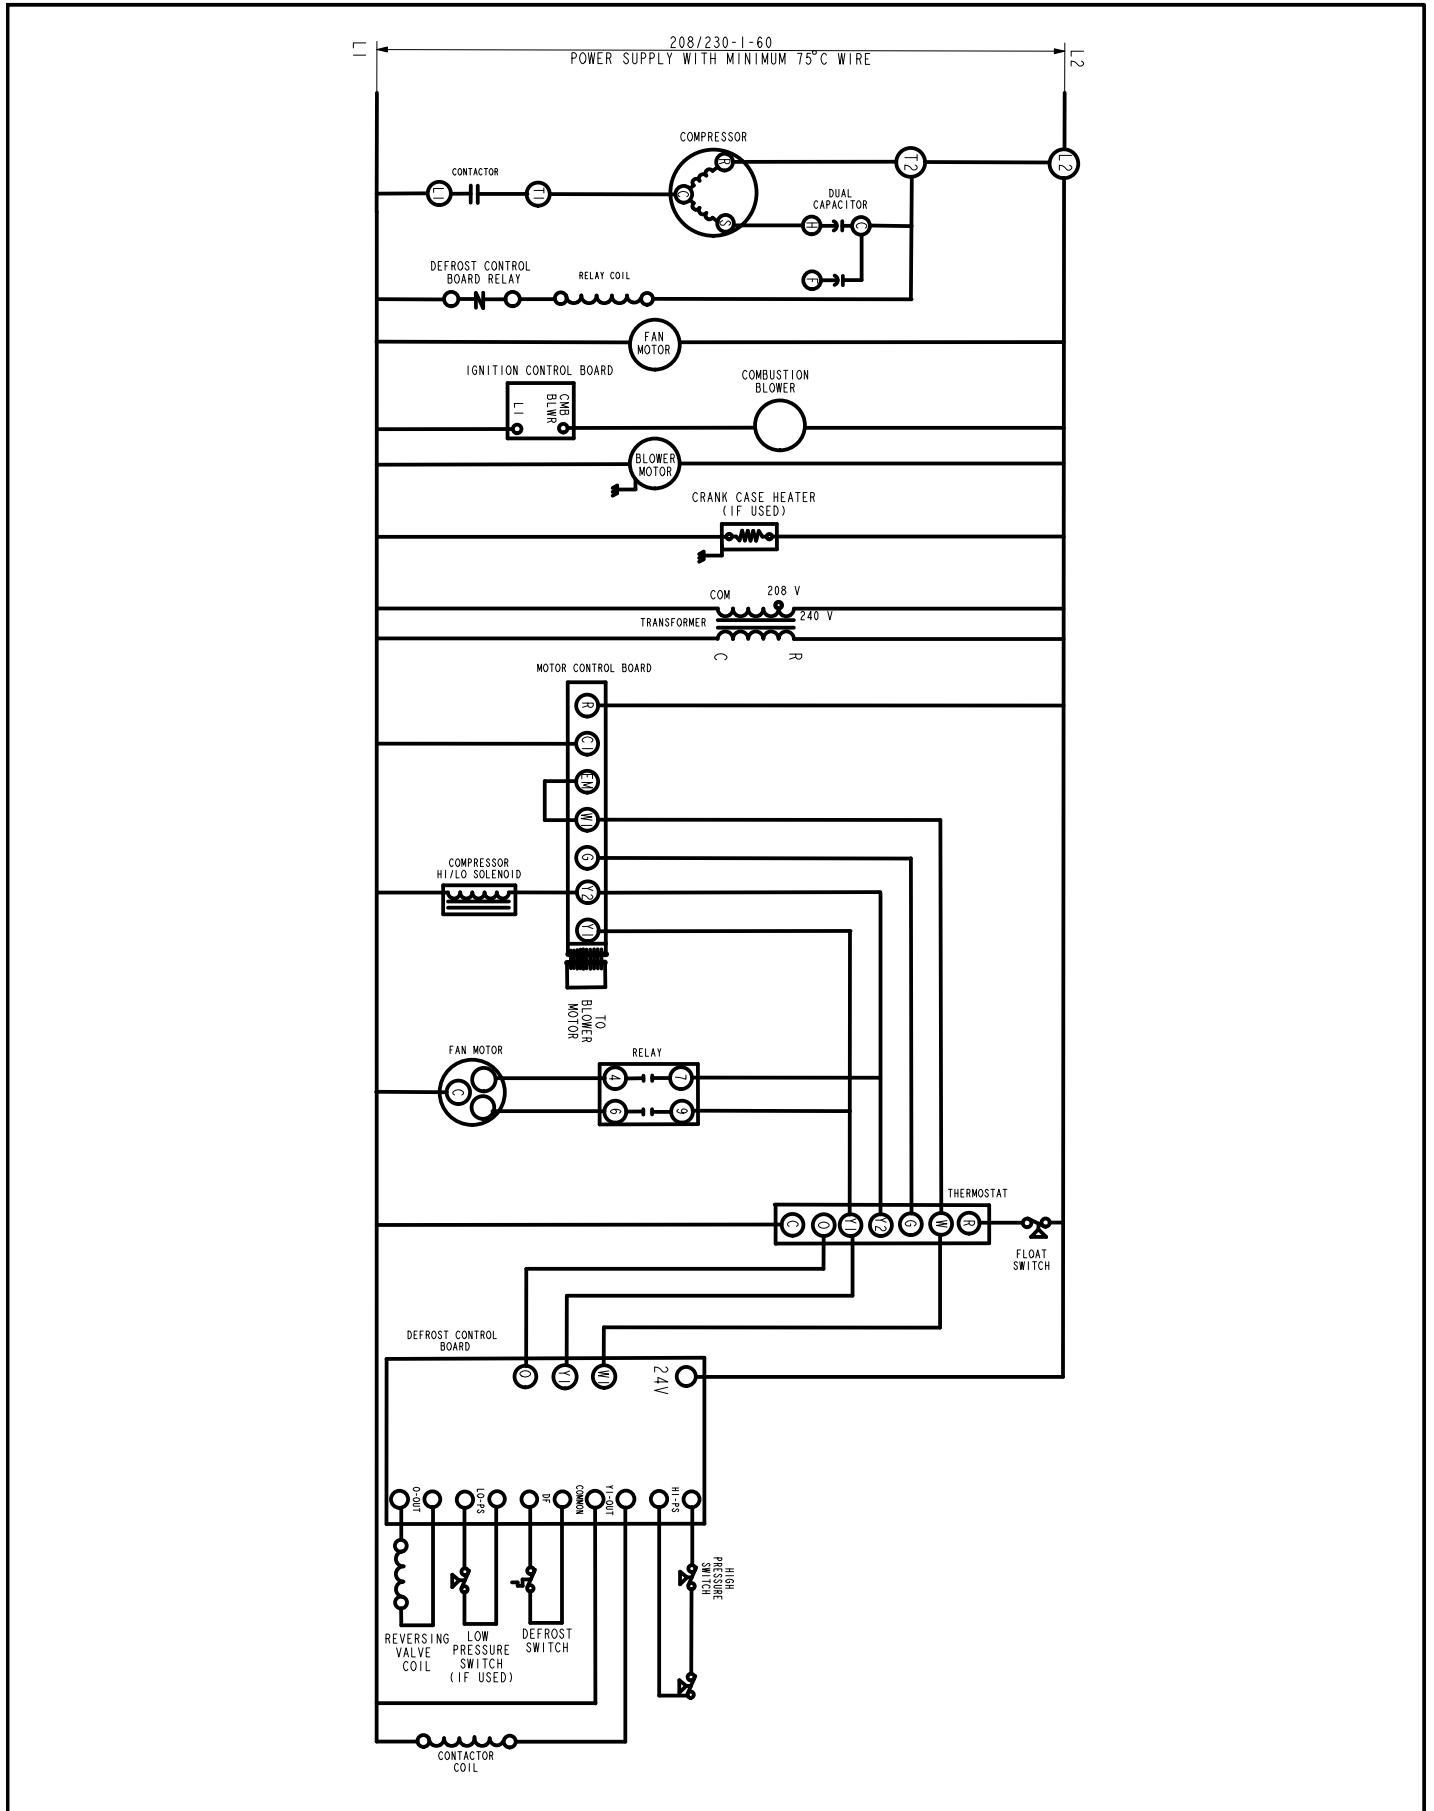 208/230-1-60
L1
L2
POWER SUPPLY WITH MINIMUM 75°C WIRE
COMPRESSOR
R
T2
L2
CONTACTOR
L1
T1
C
DUAL
CAPACITOR
S
H
C
DEFROST CONTROL
BOARD RELAY
RELAY COIL
F
FAN
MOTOR
IGNITION CONTROL BOARD
COMBUSTION
BLOWER
L1
CMB
BLWR
BLOWER
MOTOR
CRANK CASE HEATER
(IF USED)
COM
208 V
240 V
TRANSFORMER
C
R
MOTOR CONTROL BOARD
R
C1
EM
W1
G
COMPRESSOR
HI/LO SOLENOID
Y2
Y1
TO
BLOWER
MOTOR
FAN MOTOR
RELAY
C
4
7
6
9
THERMOSTAT
C
O
Y1
Y2
G
W
R
FLOAT
SWITCH
DEFROST CONTROL
BOARD
O
Y1
W1
24V
O-OUT
LO-PS
DF
COMMON
Y1-OUT
HI-PS
HIGH
PRESSURE
SWITCH
REVERSING
VALVE
COIL
LOW
PRESSURE
SWITCH
(IF USED)
DEFROST
SWITCH
CONTACTOR
COIL